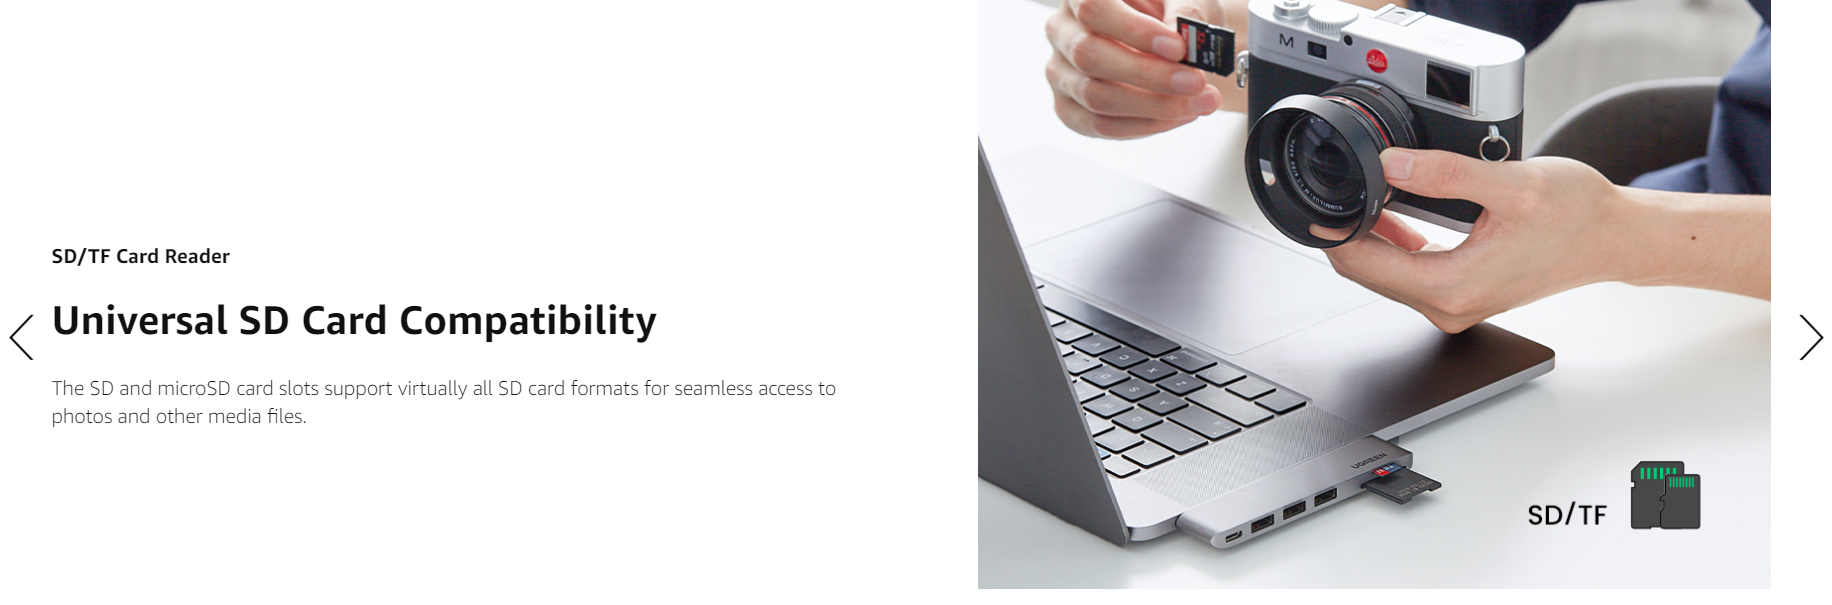 SD/TF Card Reader
Universal SD Card Compatibility
The SD and microSD card slots support virtually all SD card formats for seamless access to
photos and other media files.
M
UGREEN
SD/TF